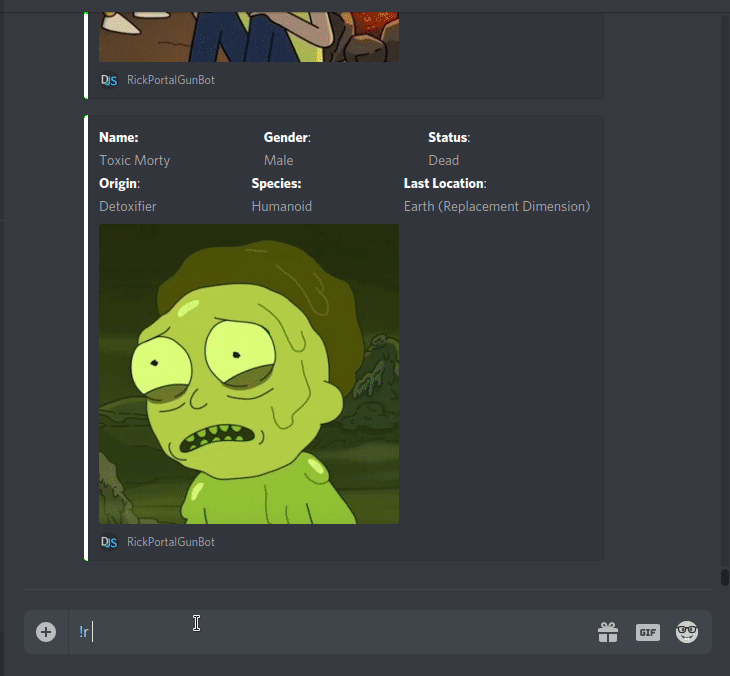 DJS RickPortalGunBot
Name: Gender: Status:
Toxic Morty Male Dead
Origin: Species: Last Location:
Detoxifier Humanoid Earth (Replacement Dimension)
DJS RickPortalGunBot
!r
GIF